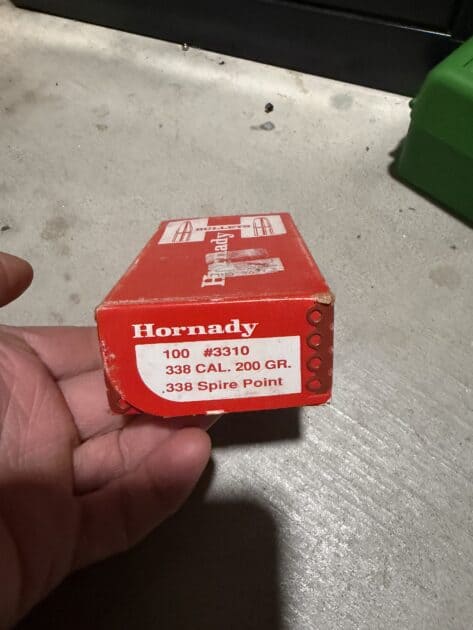 BULLETS
Hornady
Hornady
100 #3310
338 CAL. 200 GR.
.338 Spire Point